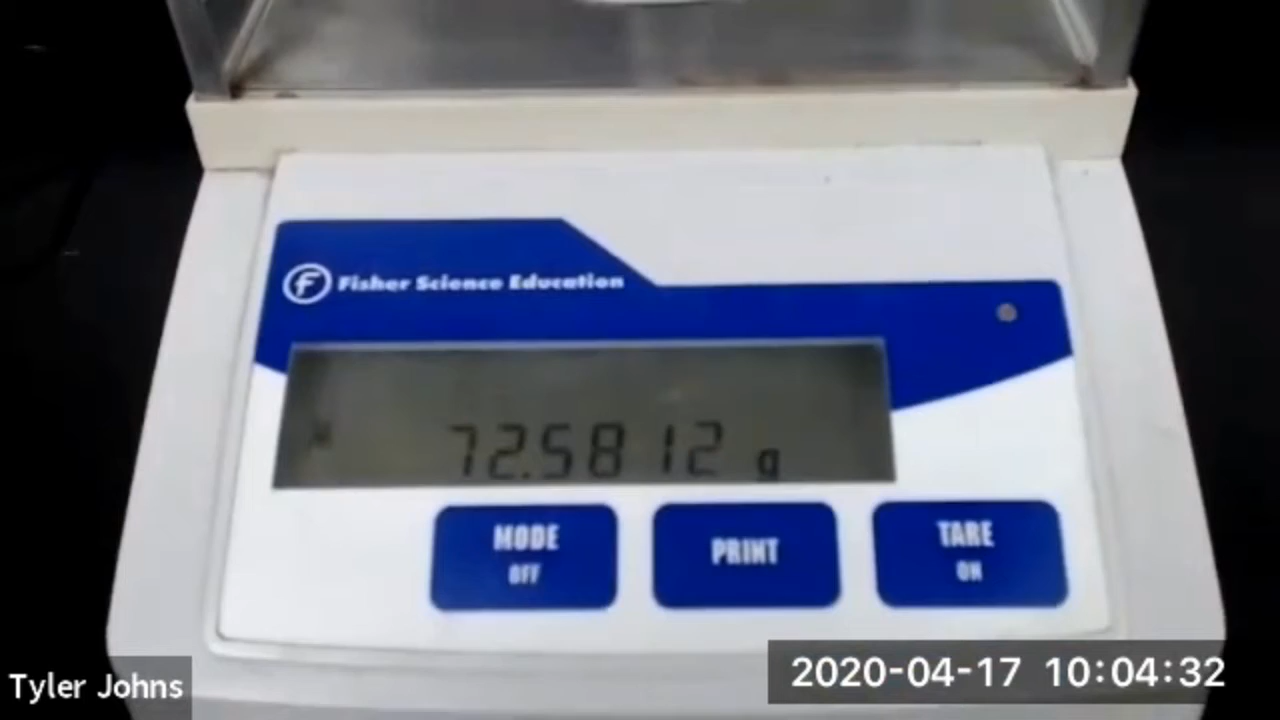 Fisher Science Education
72.5812 g
MODE
OFF
PRINT
TARE
ON
Tyler Johns
2020-04-17 10:04:32